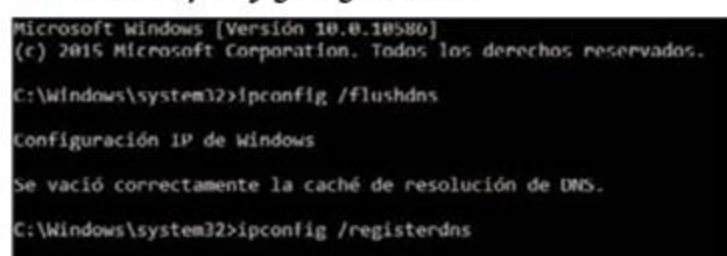 Microsoft Windows [Versión 10.0.10586]
(c) 2015 Microsoft Corporation. Todos los derechos reservados.
C:\Windows\system32>ipconfig /flushdns
Configuración IP de Windows
Se vació correctamente la caché de resolución de DNS.
C:\Windows\system32>ipconfig /registerdns